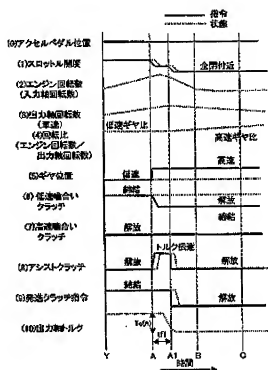 指令
状態
(0)アクセルペダル位置
(1)スロットル開度
全閉付近
(2)エンジン回転数
(入力軸回転数)
(3)出力軸回転数
(車速)
低速ギヤ比
(4)回転比
(エンジン回転数/
出力軸回転数)
高速ギヤ比
高速
(5)ギヤ位置
低速
(6)低速噛合い
クラッチ
締結
解放
(7)高速噛合い
クラッチ
締結
解放
トルク伝達
(8)アシストクラッチ
解放
解放
(9)発進クラッチ指令
締結
解放
(10)出力軸トルク
Y
A
A1
B
G
時間